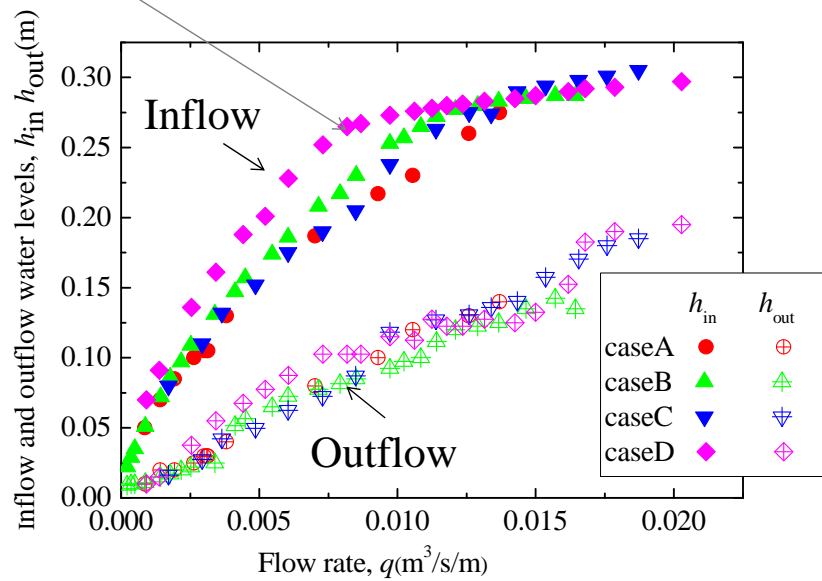 Inflow and outflow water levels, h_in h_out(m)
0.30
0.25
0.20
0.15
0.10
0.05
0.00
Inflow
Outflow
h_in h_out
caseA
caseB
caseC
caseD
0.000 0.005 0.010 0.015 0.020
Flow rate, q(m³/s/m)